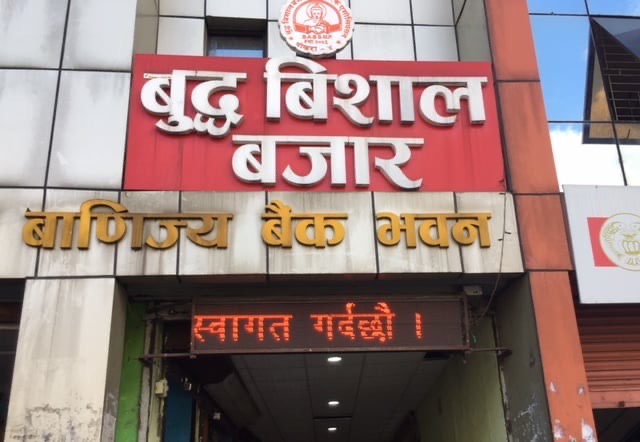 बुद्ध बिशाल
बजार
बाणिज्य बैंक भवन
स्वागत गर्दछौ ।